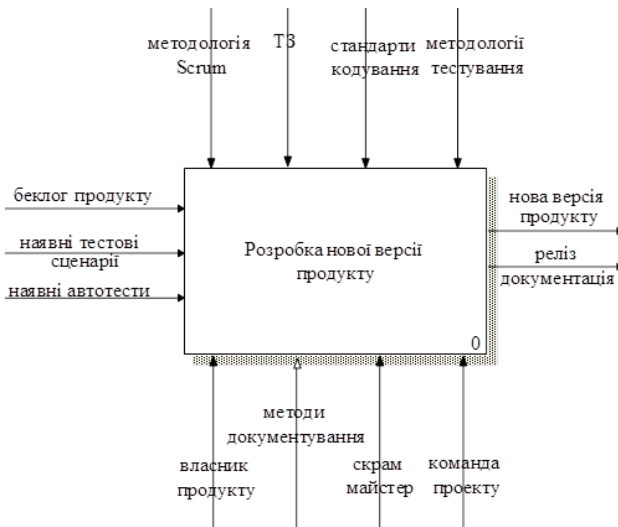 методологія
Scrum
ТЗ
стандарти
кодування
методології
тестування
беклог продукту
наявні тестові
сценарії
наявні автотести
Розробка нової версії
продукту
0
нова версія
продукту
реліз
документація
власник
продукту
методи
документування
скрам
майстер
команда
проекту